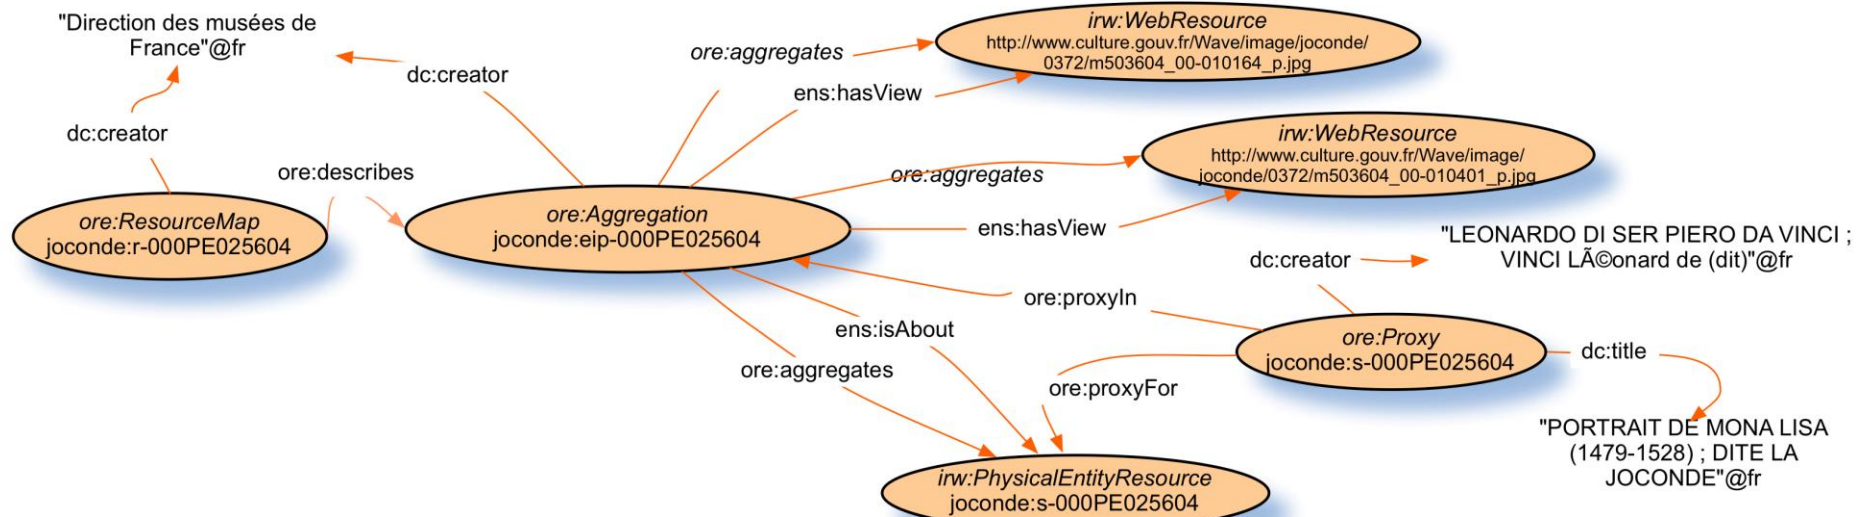 "Direction des musées de
France"@fr
dc:creator
dc:creator
ore:describes
ore:ResourceMap
joconde:r-000PE025604
ore:Aggregation
joconde:eip-000PE025604
ore:aggregates
ens:hasView
irw:WebResource
http://www.culture.gouv.fr/Wave/image/joconde/
0372/m503604_00-010164_p.jpg
ore:aggregates
ens:hasView
irw:WebResource
http://www.culture.gouv.fr/Wave/image/
joconde/0372/m503604_00-010401_p.jpg
"LEONARDO DI SER PIERO DA VINCI ;
VINCI LÃ©onard de (dit)"@fr
dc:creator
ore:proxyIn
ore:Proxy
joconde:s-000PE025604
dc:title
ens:isAbout
ore:aggregates
ore:proxyFor
"PORTRAIT DE MONA LISA
(1479-1528) ; DITE LA
JOCONDE"@fr
irw:PhysicalEntityResource
joconde:s-000PE025604